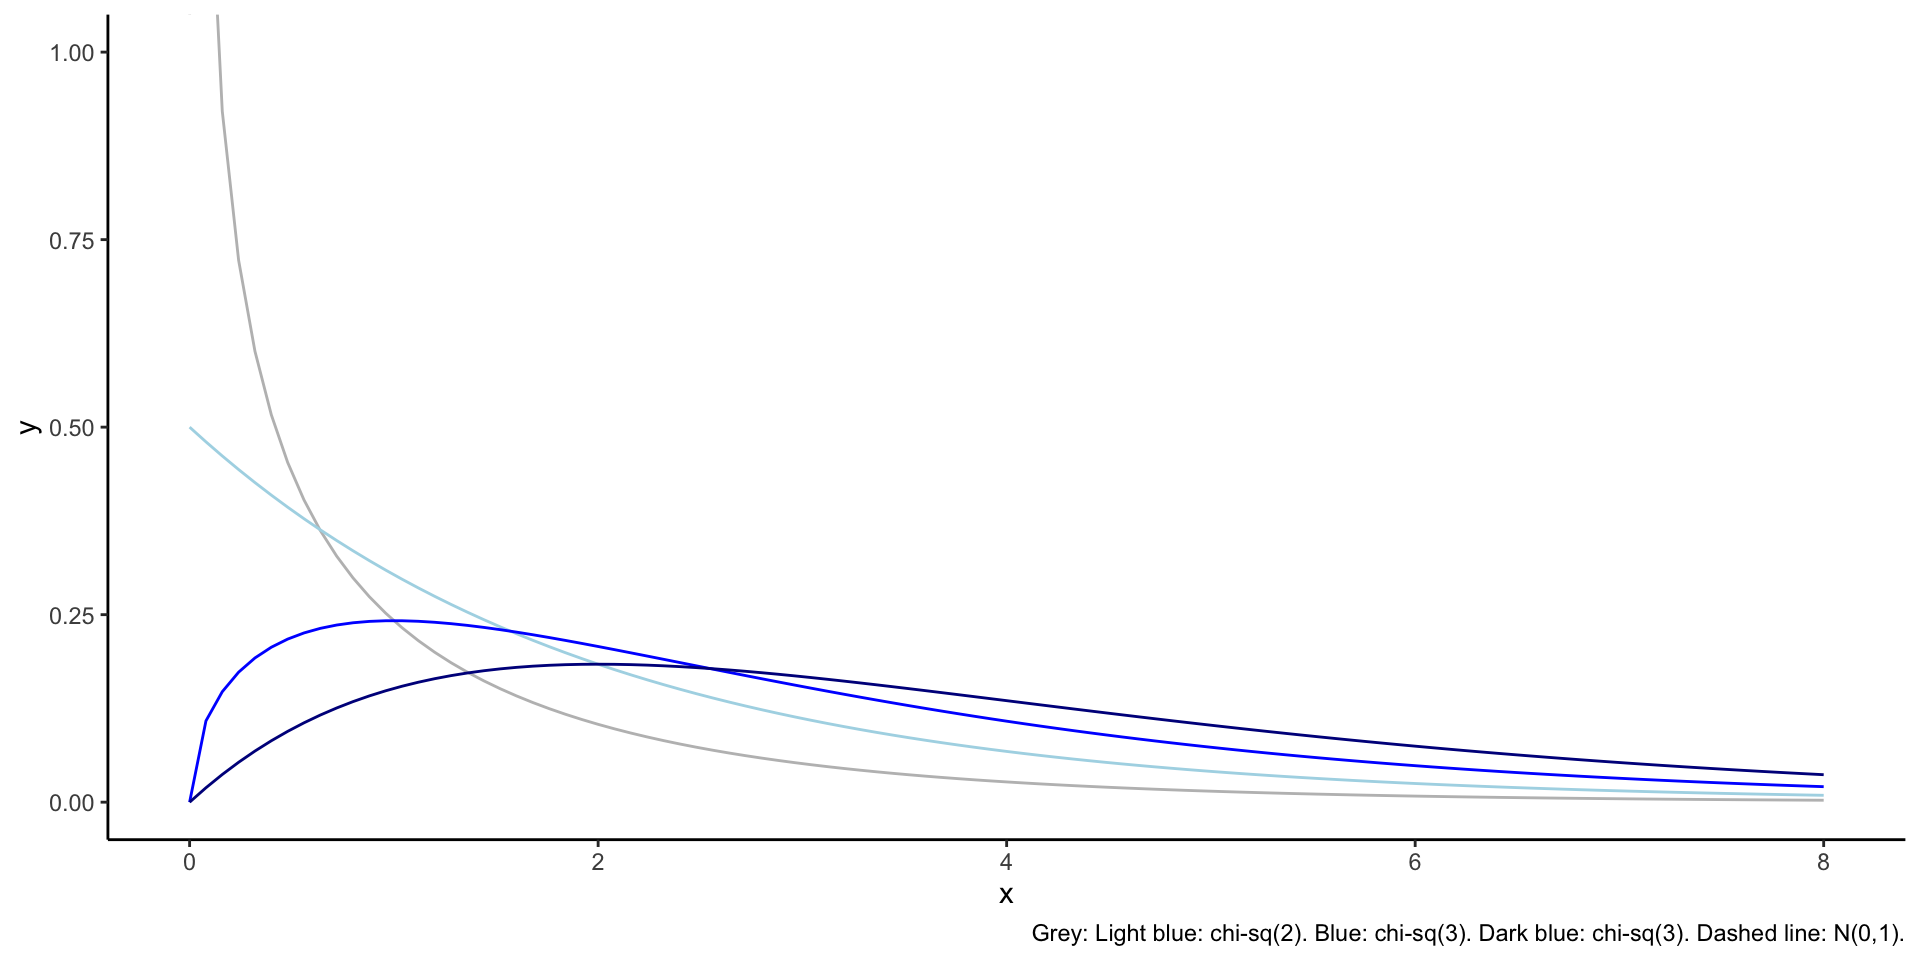 1.00
0.75
0.50
0.25
0.00
y
0 2 4 6 8
x
Grey: Light blue: chi-sq(2). Blue: chi-sq(3). Dark blue: chi-sq(3). Dashed line: N(0,1).